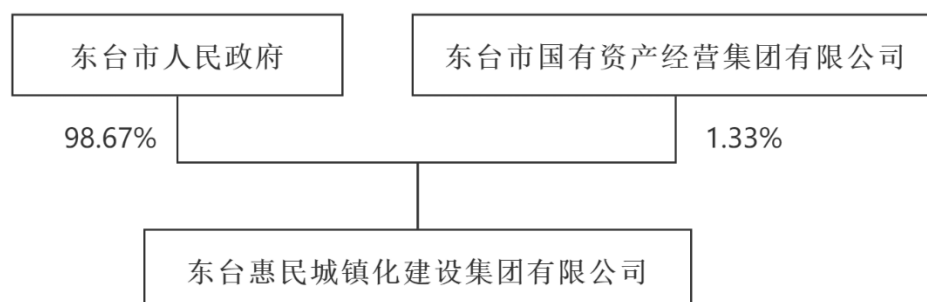 东台市人民政府
东台市国有资产经营集团有限公司
98.67%
1.33%
东台惠民城镇化建设集团有限公司